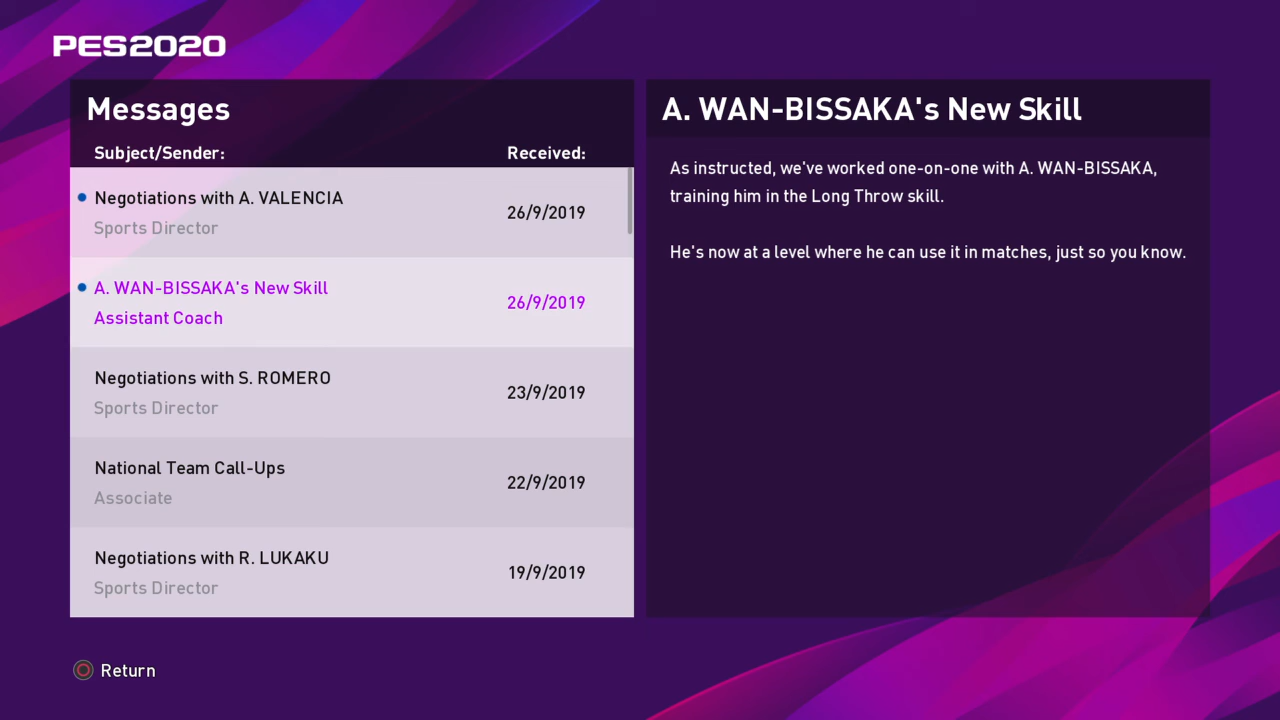 PES2020
Messages
Subject/Sender: Received:
Negotiations with A. VALENCIA
Sports Director
26/9/2019
A. WAN-BISSAKA's New Skill
Assistant Coach
26/9/2019
Negotiations with S. ROMERO
Sports Director
23/9/2019
National Team Call-Ups
Associate
22/9/2019
Negotiations with R. LUKAKU
Sports Director
19/9/2019
A. WAN-BISSAKA's New Skill
As instructed, we've worked one-on-one with A. WAN-BISSAKA,
training him in the Long Throw skill.
He's now at a level where he can use it in matches, just so you know.
Return